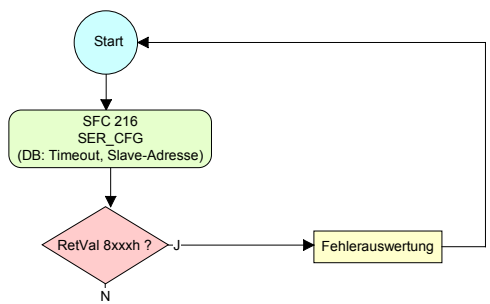 Start
SFC 216
SER_CFG
(DB: Timeout, Slave-Adresse)
RetVal 8xxxh ?
J
Fehlerauswertung
N